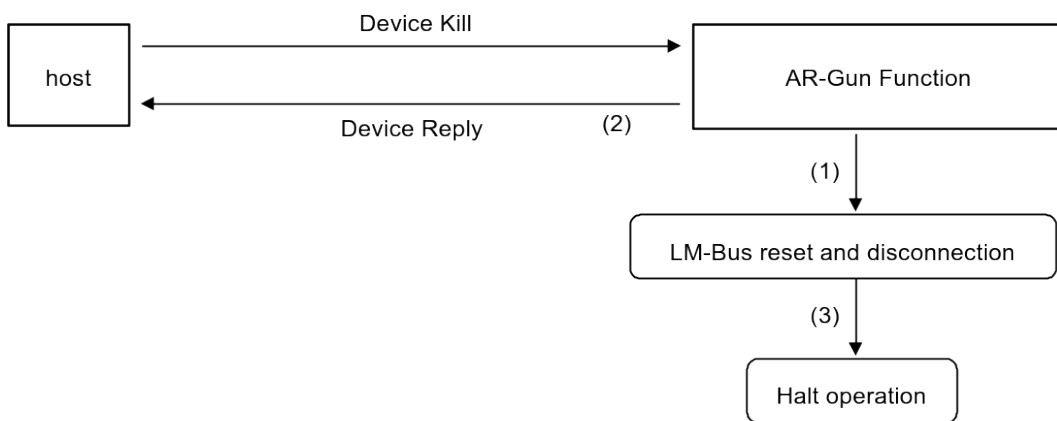 Device Kill
host
AR-Gun Function
Device Reply
(2)
(1)
LM-Bus reset and disconnection
(3)
Halt operation